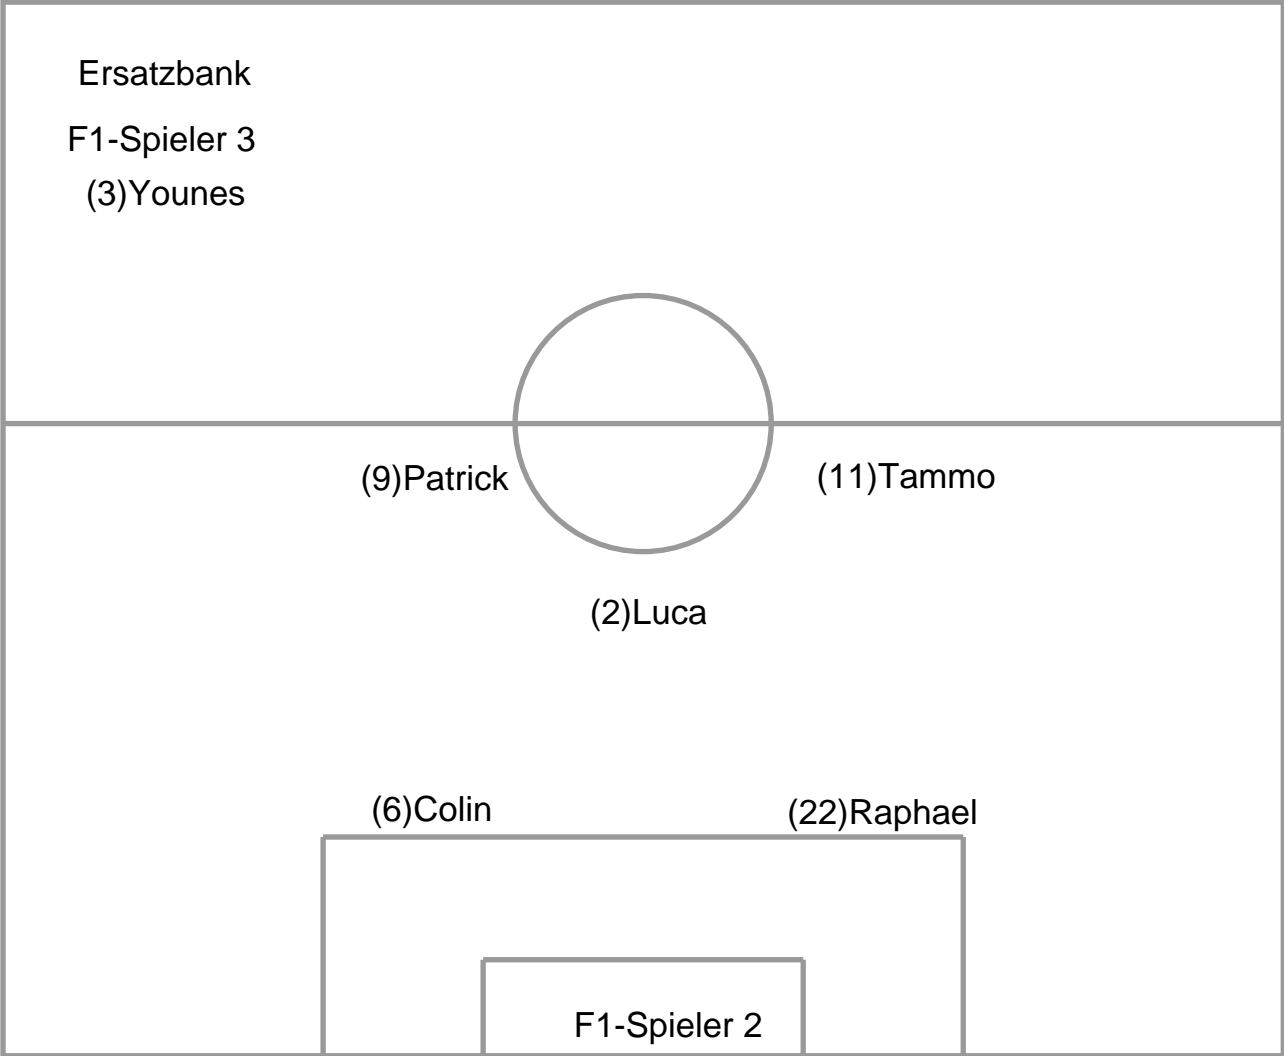 Ersatzbank
F1-Spieler 3
(3)Younes
(9)Patrick
(11)Tammo
(2)Luca
(6)Colin
(22)Raphael
F1-Spieler 2